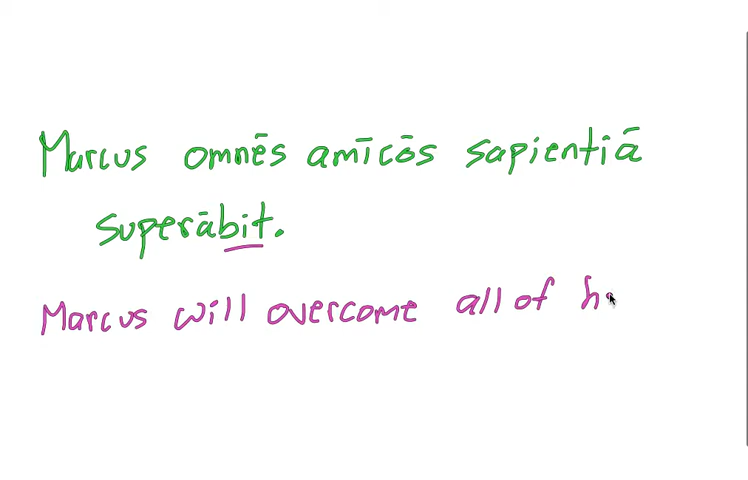 Marcus omnēs amīcōs sapientiā
superābit.
Marcus will overcome all of h